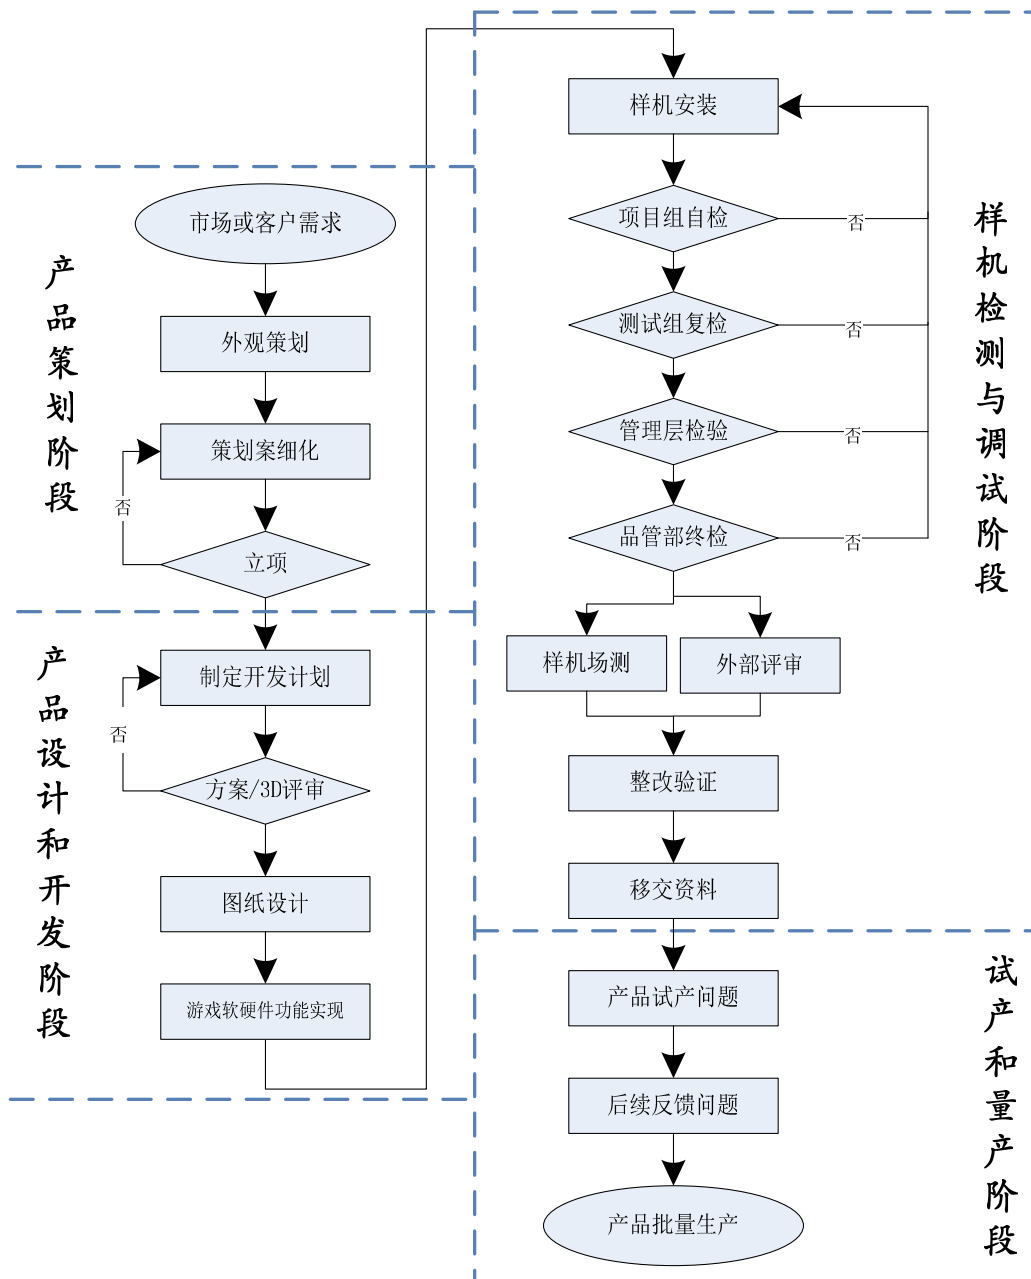 产品策划阶段
市场或客户需求
外观策划
策划案细化
否
立项
产品设计和开发阶段
制定开发计划
否
方案/3D评审
图纸设计
游戏软硬件功能实现
样机检测与调试阶段
样机安装
项目组自检
否
测试组复检
否
管理层检验
否
品管部终检
否
样机场测
外部评审
整改验证
移交资料
试产和量产阶段
产品试产问题
后续反馈问题
产品批量生产